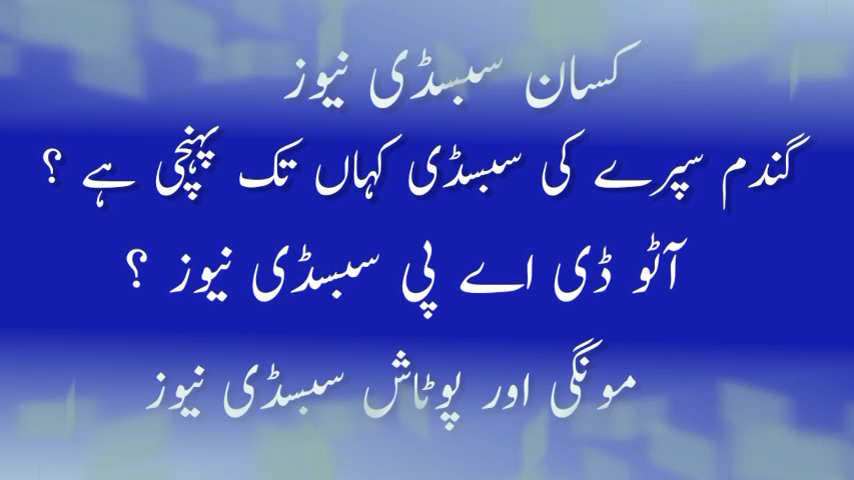 کسان سبسڈی نیوز
گندم سپرے کی سبسڈی کہاں تک پہنچی ہے ؟
آٹو ڈی اے پی سبسڈی نیوز ؟
مونگی اور پوٹاش سبسڈی نیوز